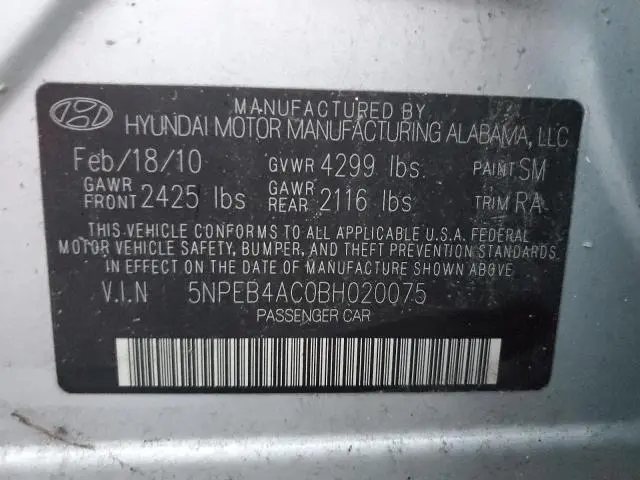 MANUFACTURED BY
HYUNDAI MOTOR MANUFACTURING ALABAMA, LLC
Feb/18/10 GVWR 4299 lbs. PAINT SM
GAWR FRONT 2425 lbs GAWR REAR 2116 lbs TRIM RA
THIS VEHICLE CONFORMS TO ALL APPLICABLE U.S.A. FEDERAL
MOTOR VEHICLE SAFETY, BUMPER, AND THEFT PREVENTION STANDARDS
IN EFFECT ON THE DATE OF MANUFACTURE SHOWN ABOVE.
V.I.N 5NPEB4AC0BH020075
PASSENGER CAR